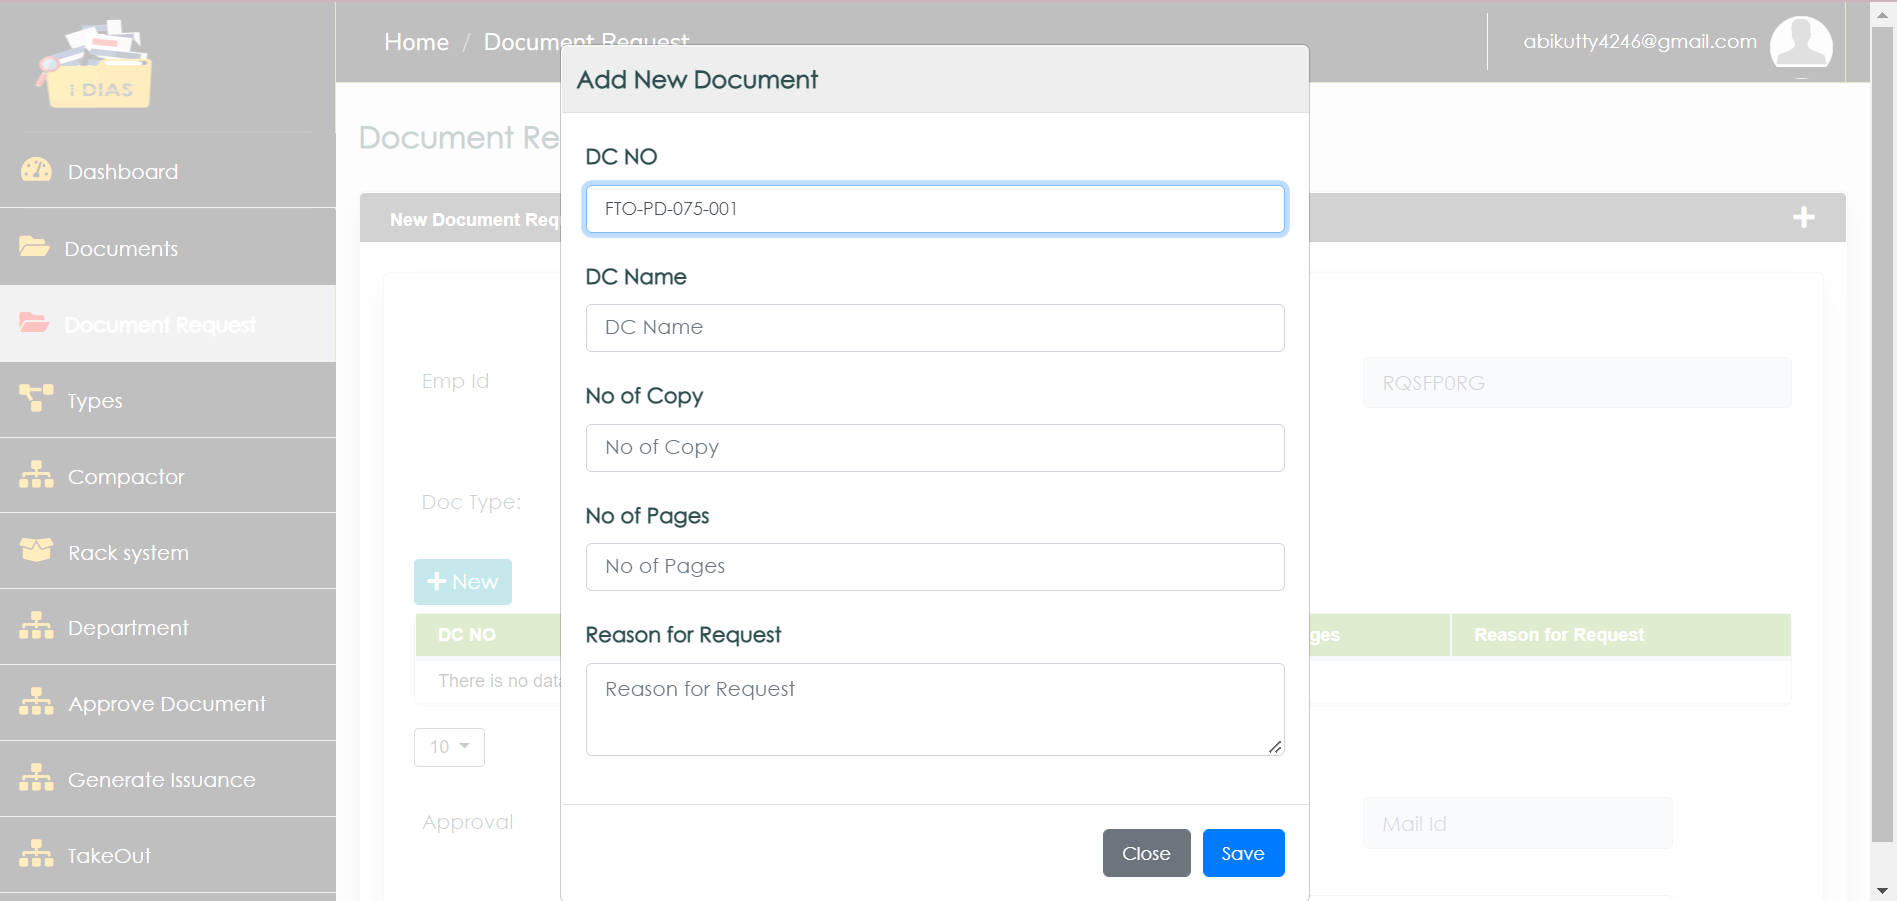 i DIAS
Home / Document Request
abikutty4246@gmail.com
Dashboard
Documents
Document Request
Types
Compactor
Rack system
Department
Approve Document
Generate Issuance
TakeOut
Document Re
New Document Requ
Emp Id
RQSFP0RG
Doc Type:
New
DC NO
ges
Reason for Request
There is no data
10
Approval
Mail Id
Add New Document
DC NO
FTO-PD-075-001
DC Name
DC Name
No of Copy
No of Copy
No of Pages
No of Pages
Reason for Request
Reason for Request
Close
Save